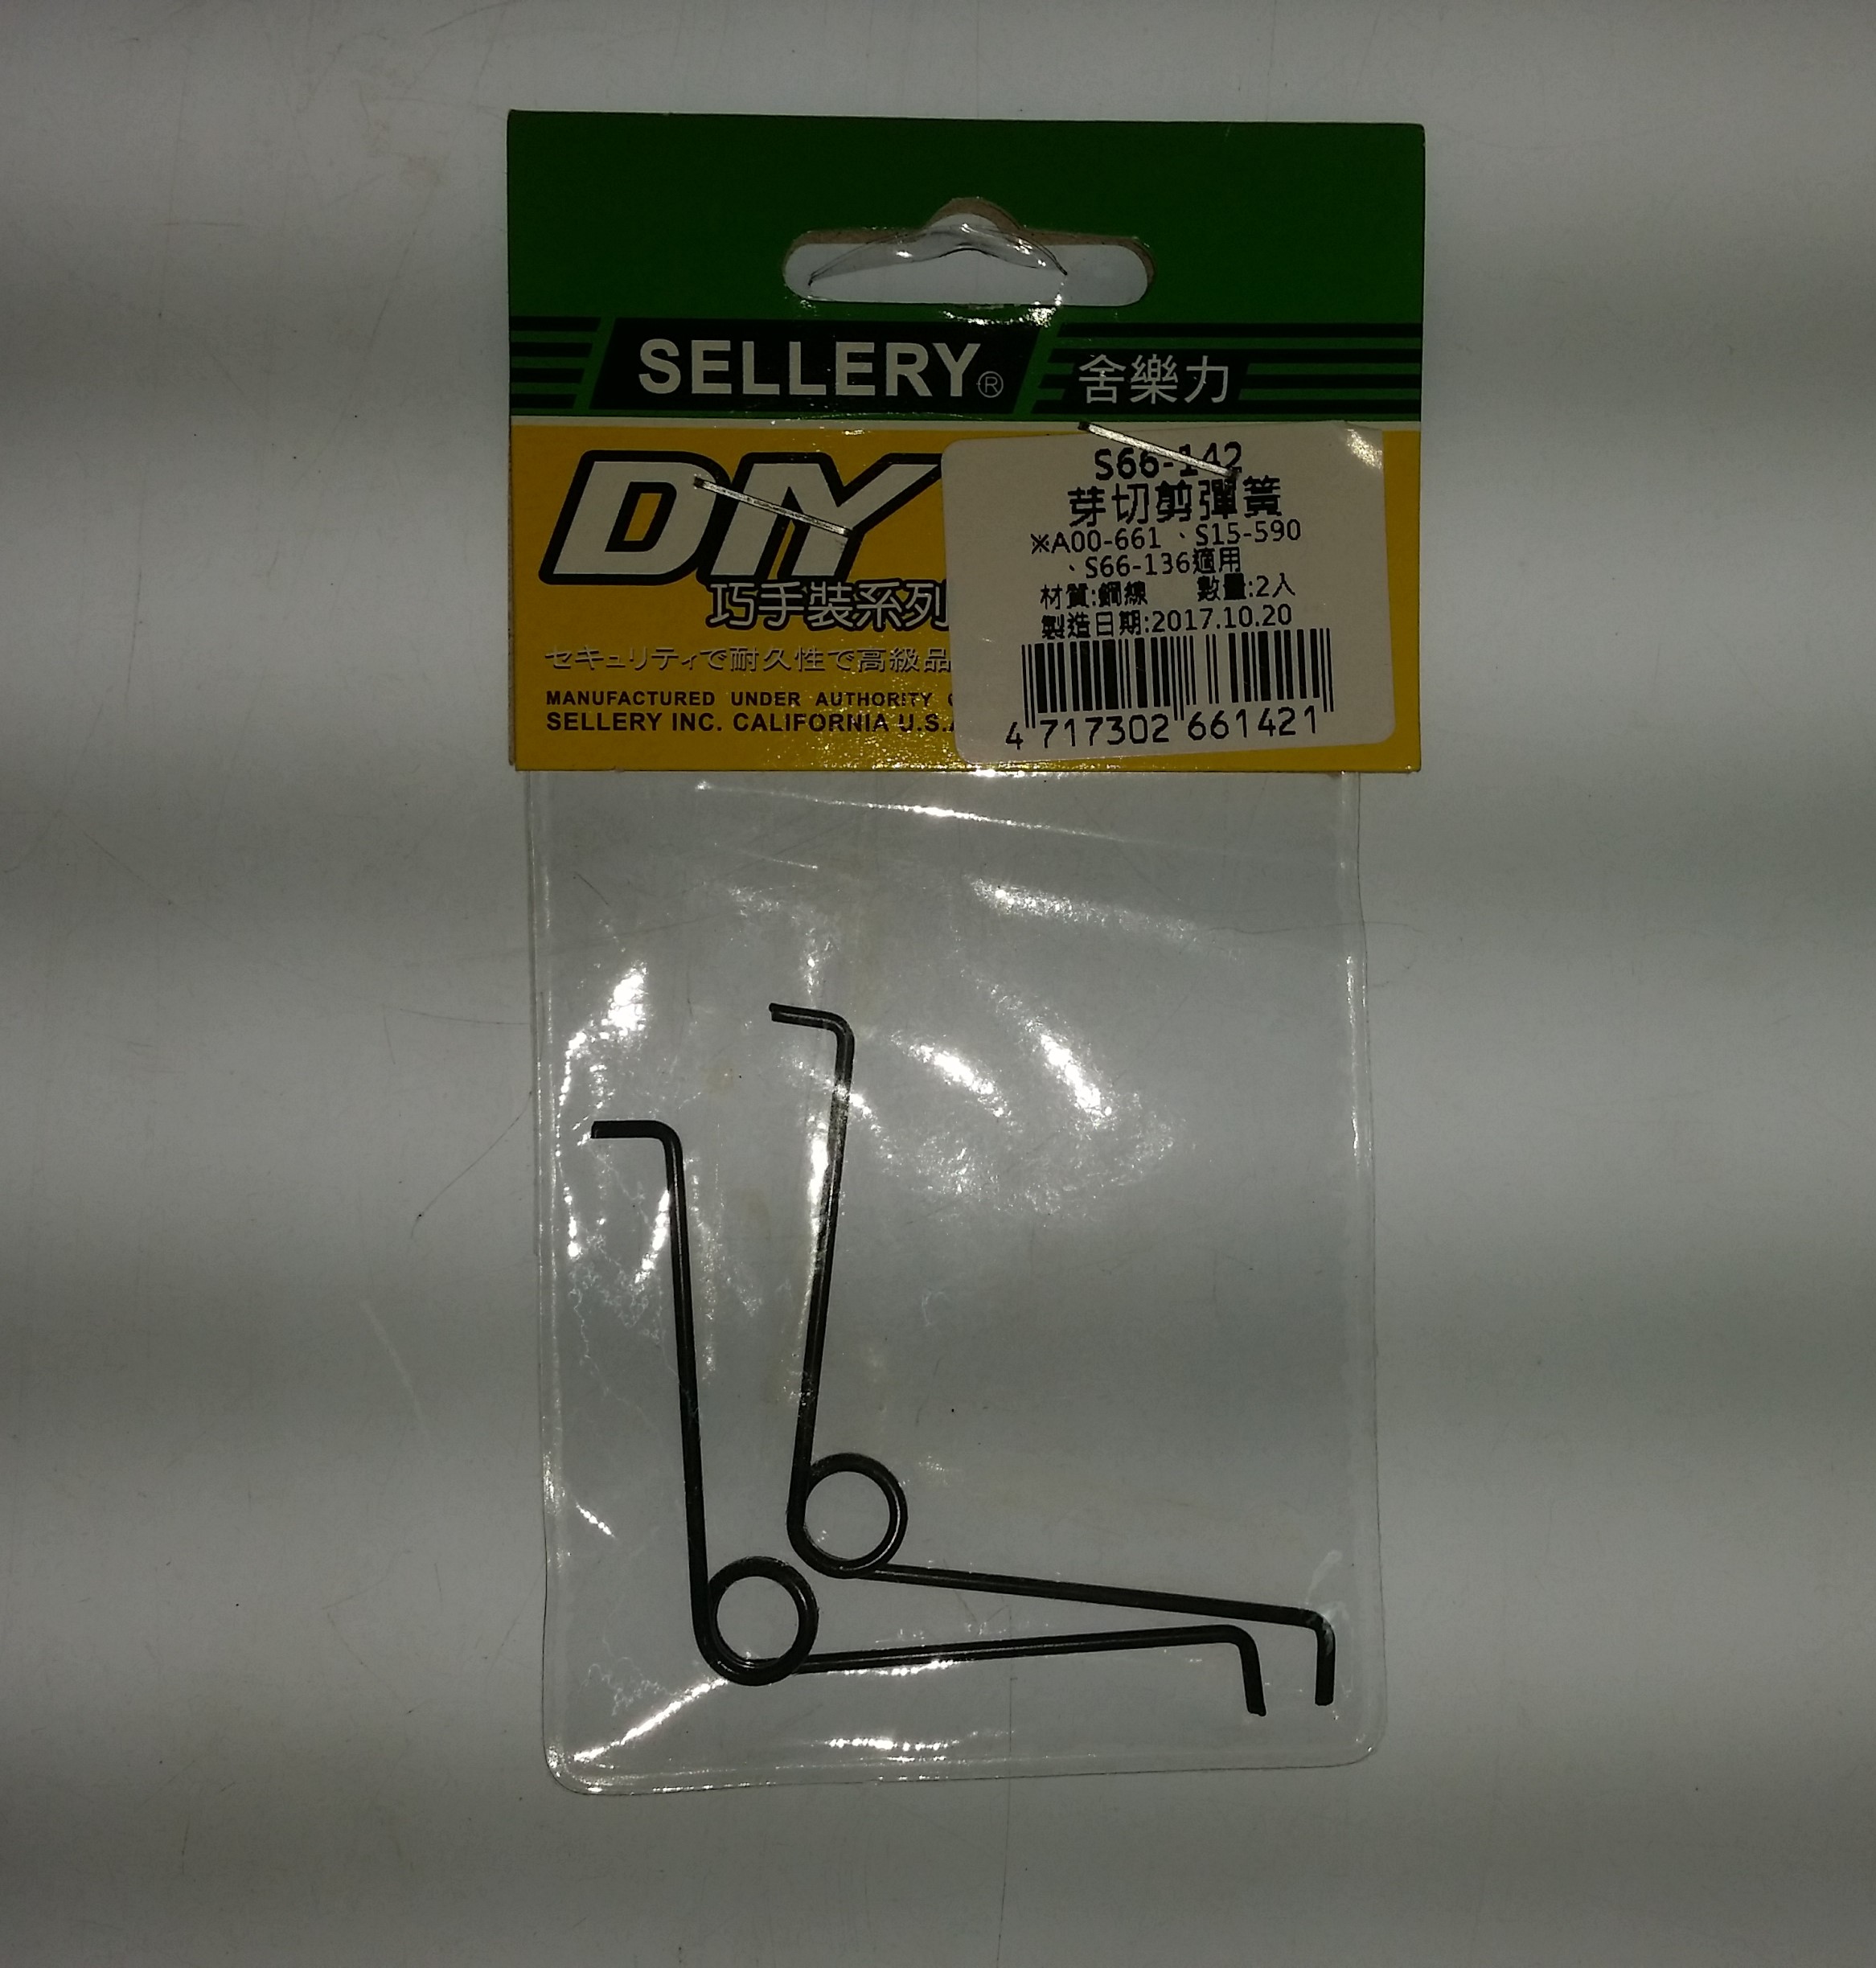 SELLERY® 舍樂力
DIY
巧手裝系列
セキュリティで耐久性で高級品
MANUFACTURED UNDER AUTHORITY
SELLERY INC. CALIFORNIA U.S.A
S66-142
芽切剪彈簧
※A00-661、S15-590
、S66-136適用
材質:鋼線 數量:2入
製造日期:2017.10.20
4 717302 661421